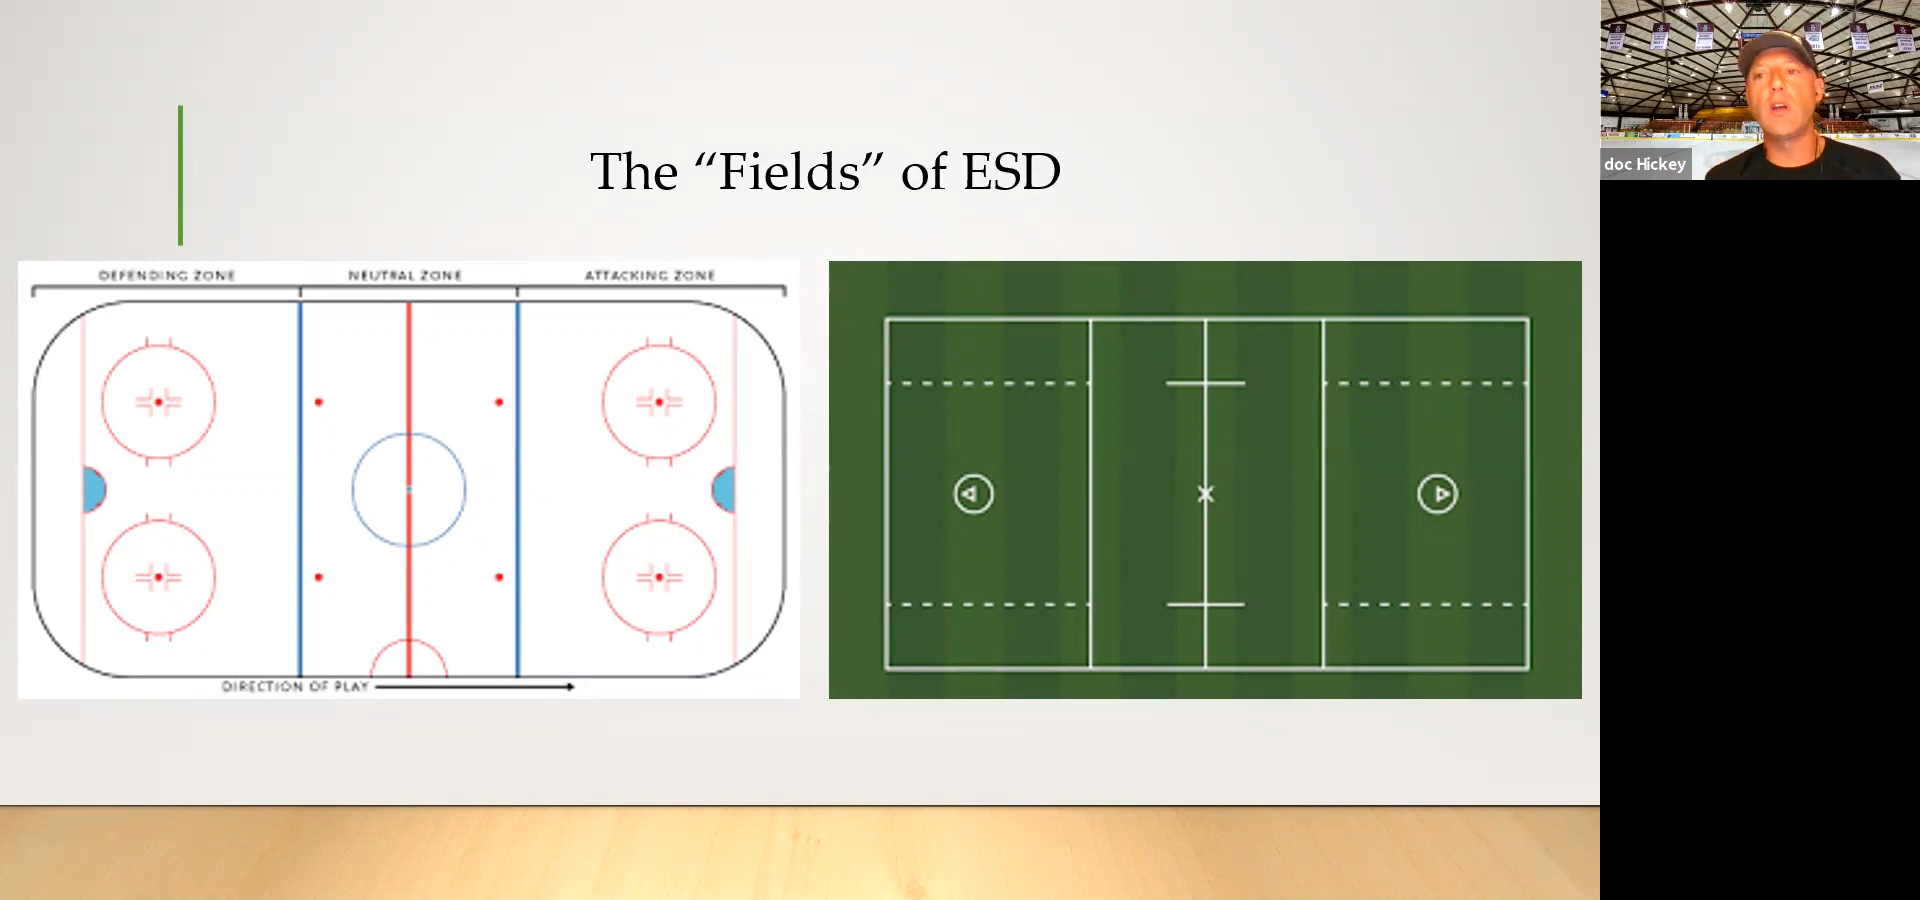 The “Fields” of ESD
DEFENDING ZONE
NEUTRAL ZONE
ATTACKING ZONE
DIRECTION OF PLAY
doc Hickey